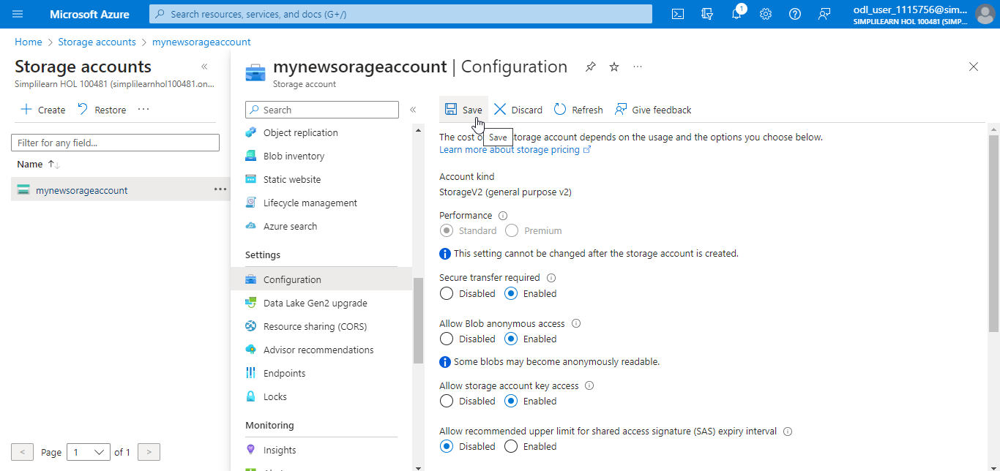 Microsoft Azure
Search resources, services, and docs (G+/)
1
odl_user_1115756@sim...
SIMPLILEARN HOL 100481 (SIMP...
Home > Storage accounts > mynewsorageaccount
Storage accounts
Simplilearn HOL 100481 (simplilearnhol100481.on...
Create
Restore
Filter for any field...
Name
mynewsorageaccount
< Page 1 of 1 >
mynewsorageaccount | Configuration
Storage account
Search
Object replication
Blob inventory
Static website
Lifecycle management
Azure search
Settings
Configuration
Data Lake Gen2 upgrade
Resource sharing (CORS)
Advisor recommendations
Endpoints
Locks
Monitoring
Insights
Save
Discard
Refresh
Give feedback
Save
The cost torage account depends on the usage and the options you choose below.
Learn more about storage pricing
Account kind
StorageV2 (general purpose v2)
Performance
Standard Premium
This setting cannot be changed after the storage account is created.
Secure transfer required
Disabled Enabled
Allow Blob anonymous access
Disabled Enabled
Some blobs may become anonymously readable.
Allow storage account key access
Disabled Enabled
Allow recommended upper limit for shared access signature (SAS) expiry interval
Disabled Enabled